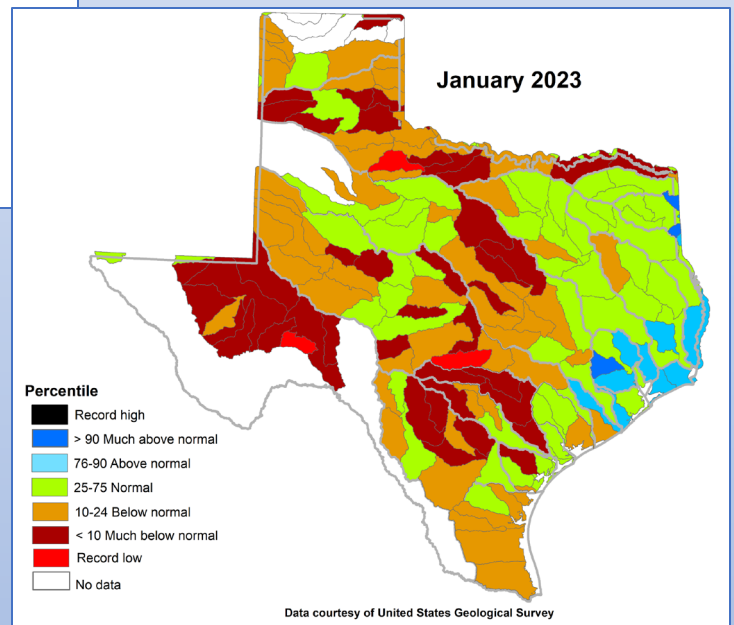 January 2023
Percentile
Record high
> 90 Much above normal
76-90 Above normal
25-75 Normal
10-24 Below normal
< 10 Much below normal
Record low
No data
Data courtesy of United States Geological Survey